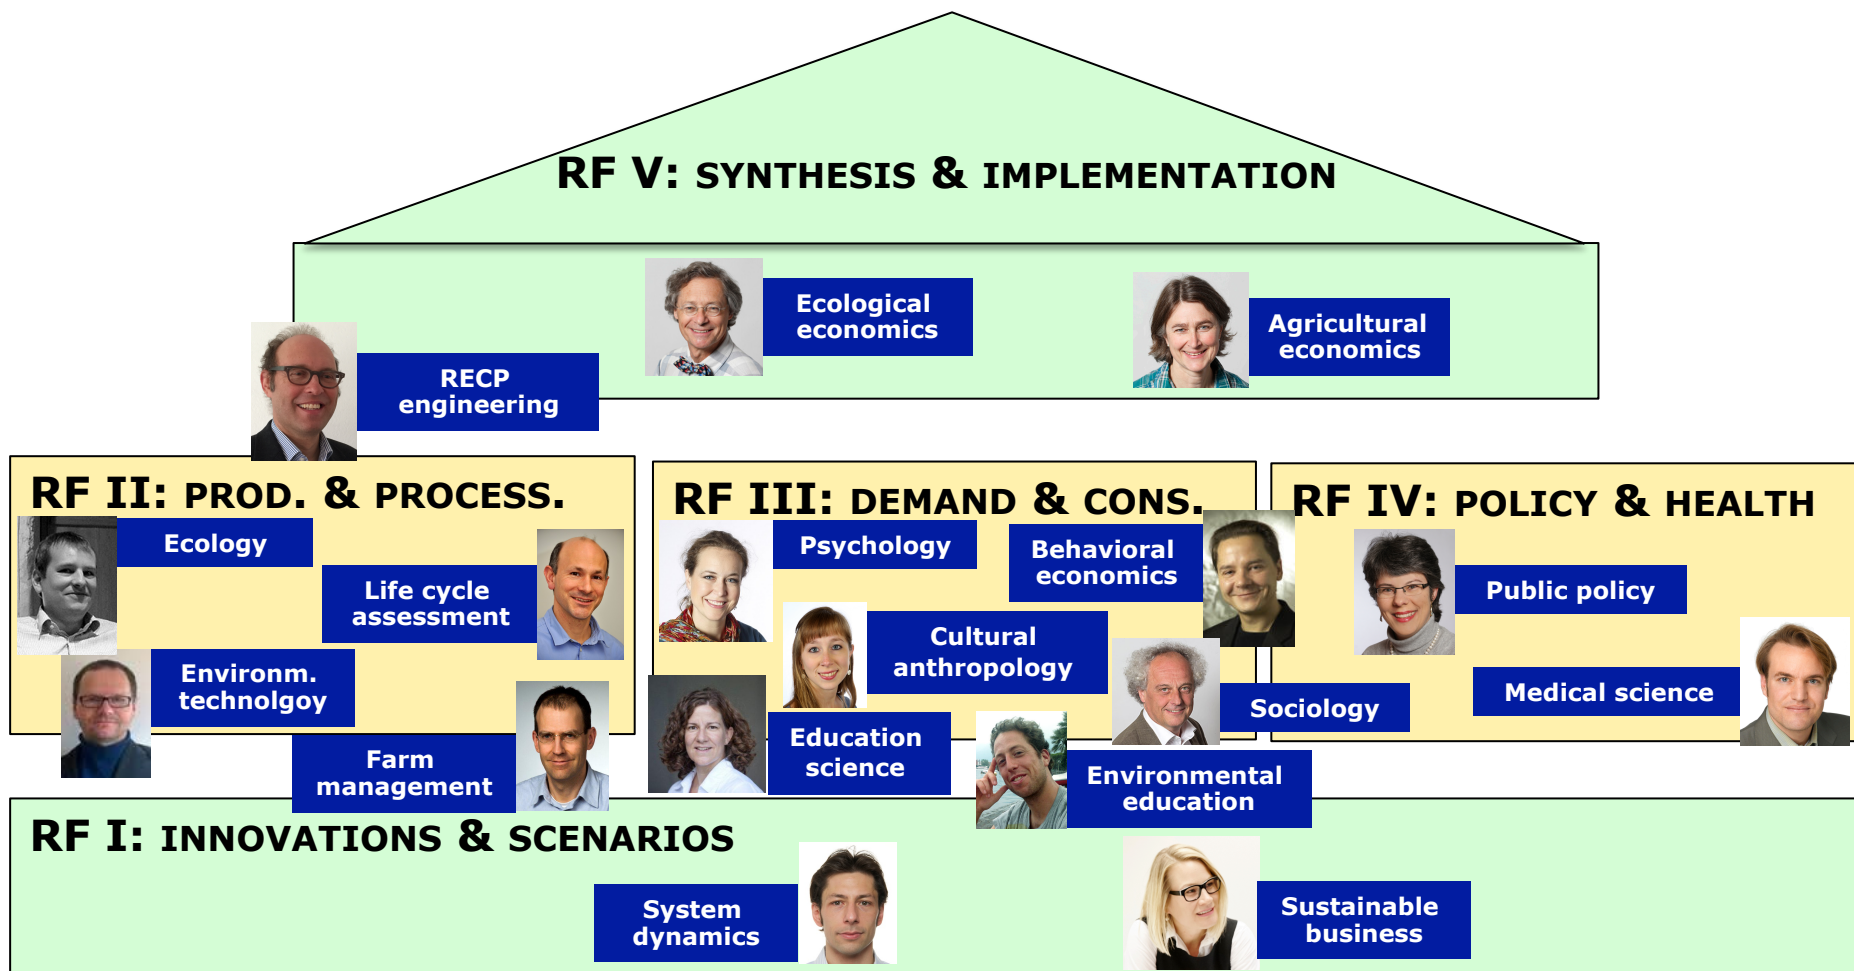 RF V: SYNTHESIS & IMPLEMENTATION
Ecological
economics
Agricultural
economics
RECP
engineering
RF II: PROD. & PROCESS.
Ecology
Life cycle
assessment
Environm.
technolgoy
Farm
management
RF III: DEMAND & CONS.
Psychology
Behavioral
economics
Cultural
anthropology
Sociology
Education
science
Environmental
education
RF IV: POLICY & HEALTH
Public policy
Medical science
RF I: INNOVATIONS & SCENARIOS
System
dynamics
Sustainable
business